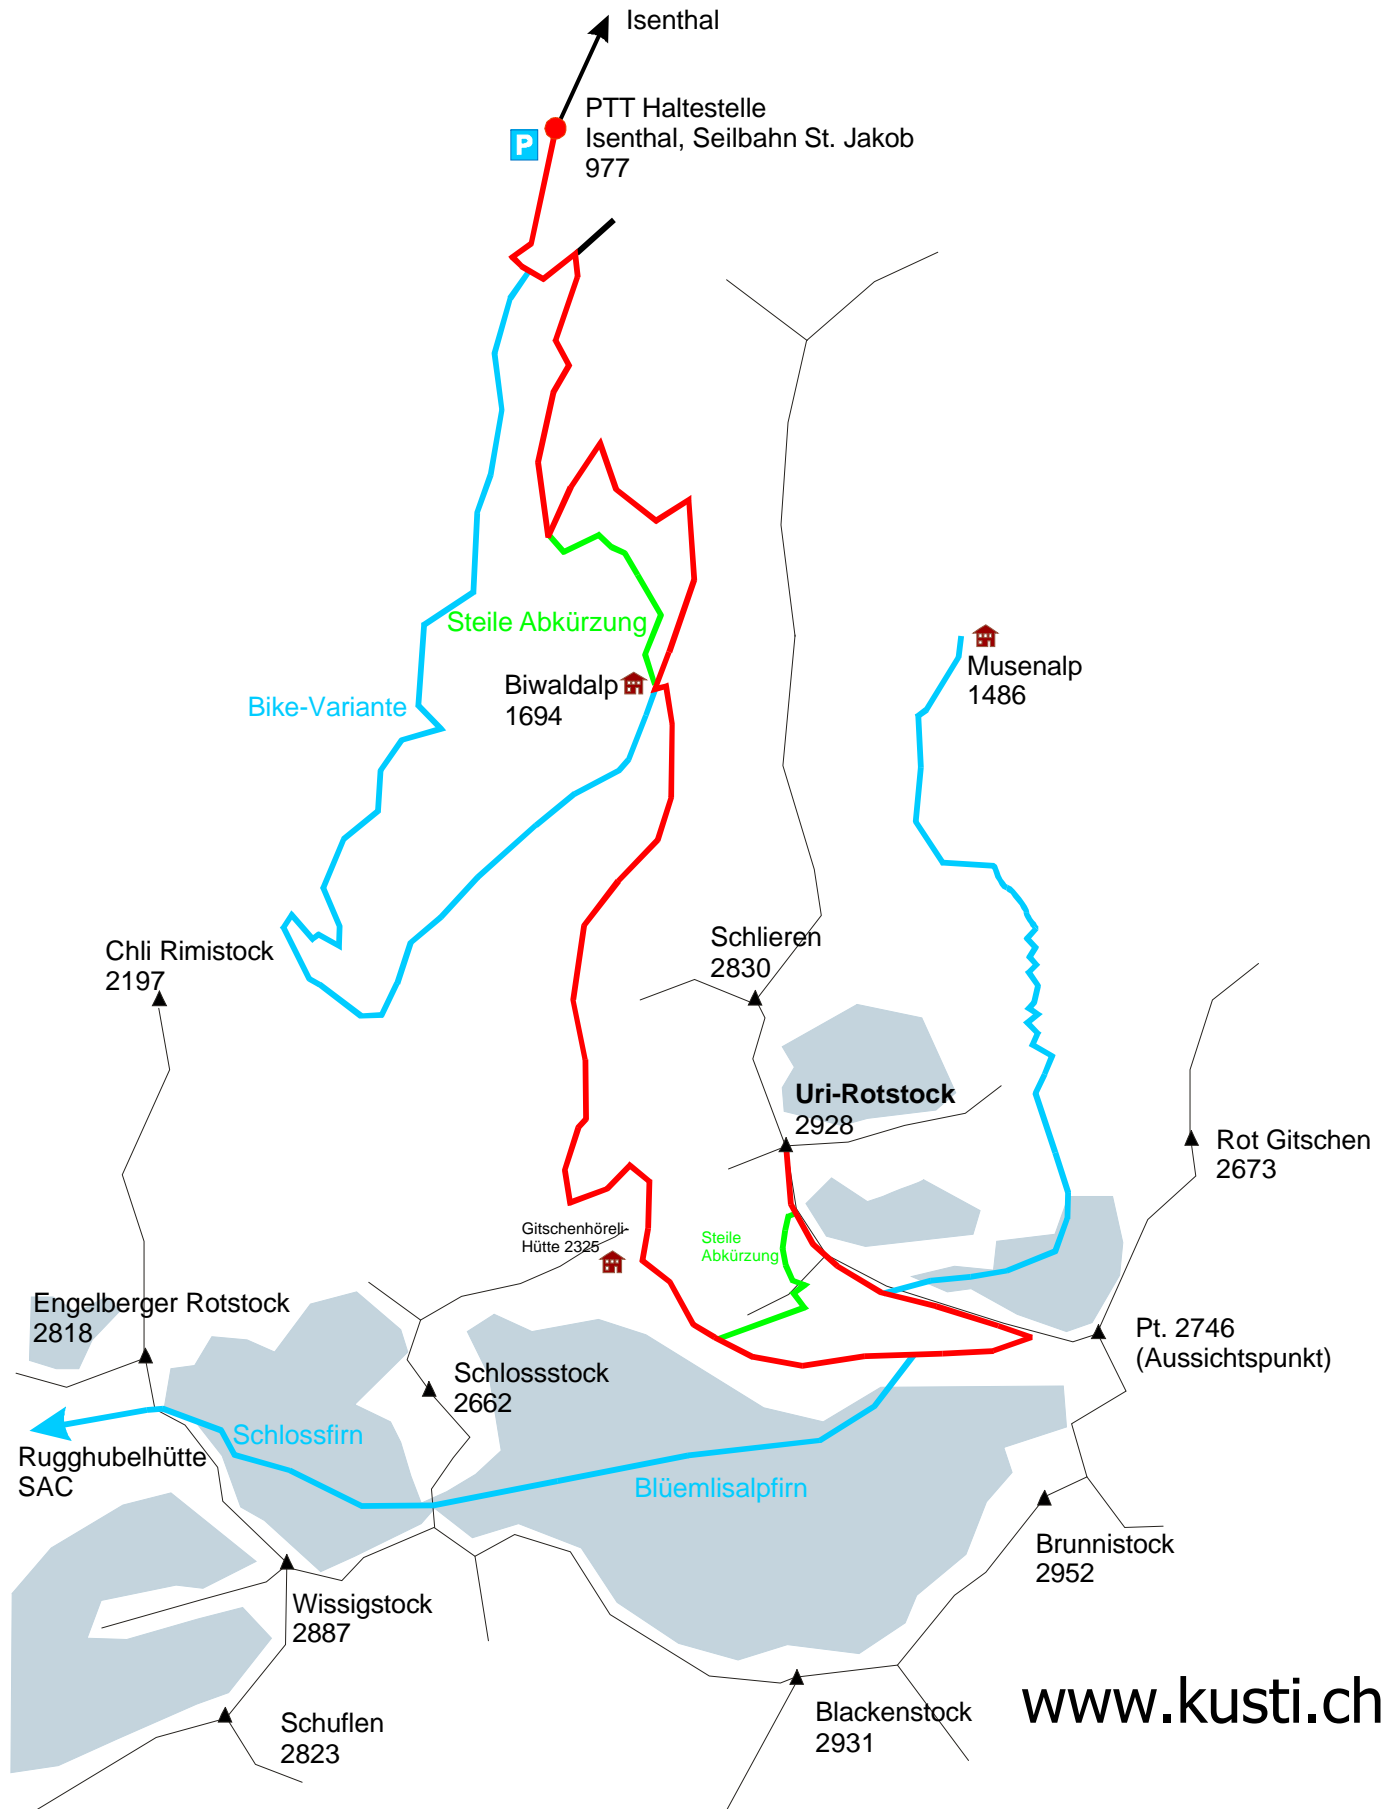 Isenthal
PTT Haltestelle
Isenthal, Seilbahn St. Jakob
977
P
Steile Abkürzung
Musenalp
1486
Biwaldalp
1694
Bike-Variante
Chli Rimistock
2197
Schlieren
2830
Uri-Rotstock
2928
Rot Gitschen
2673
Gitschenhöreli-
Hütte 2325
Steile
Abkürzung
Engelberger Rotstock
2818
Pt. 2746
(Aussichtspunkt)
Schlossstock
2662
Schlossfirn
Rugghubelhütte
SAC
Blüemlisalpfirn
Brunnistock
2952
Wissigstock
2887
Blackenstock
2931
www.kusti.ch
Schuflen
2823